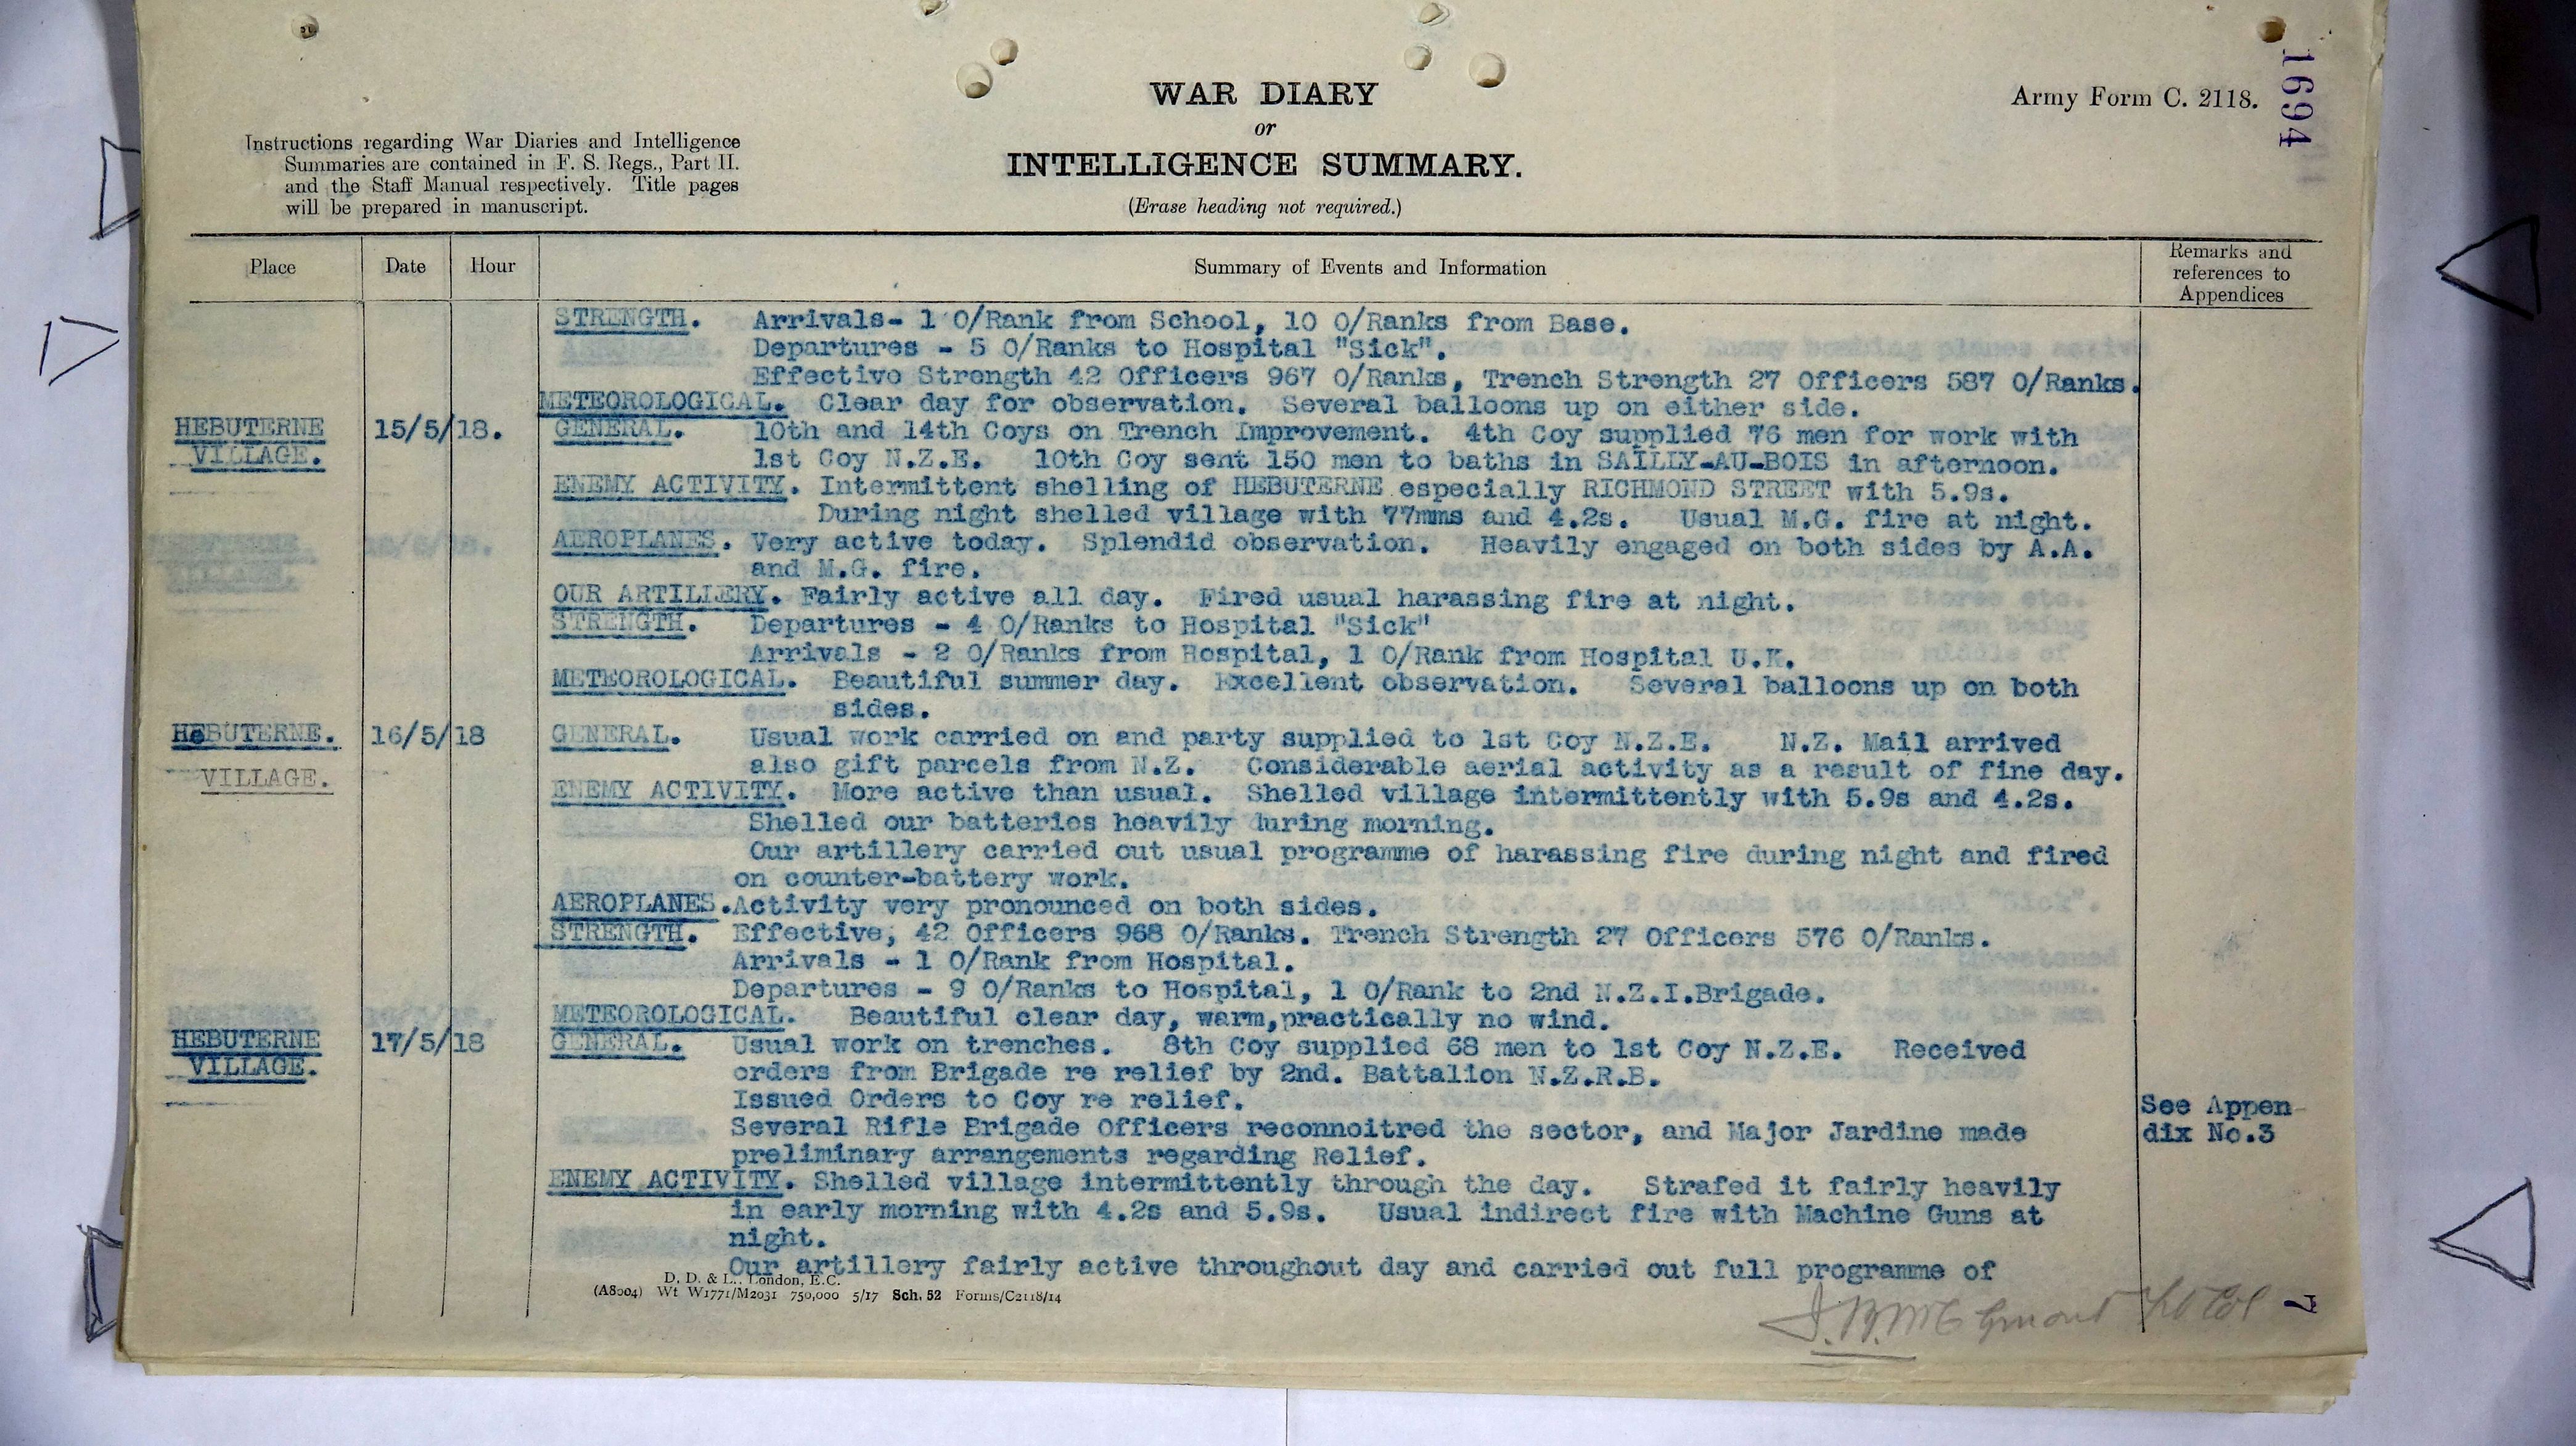 1694
WAR DIARY
or
INTELLIGENCE SUMMARY.
(Erase heading not required.)
Army Form C. 2118.
Instructions regarding War Diaries and Intelligence
Summaries are contained in F. S. Regs., Part II.
and the Staff Manual respectively. Title pages
will be prepared in manuscript.
Place Date Hour Summary of Events and Information Remarks and references to Appendices
STRENGTH. Arrivals- 1 O/Rank from School, 10 O/Ranks from Base.
Departures - 5 O/Ranks to Hospital "Sick".
Effective Strength 42 Officers 967 O/Ranks, Trench Strength 27 Officers 587 O/Ranks.
METEOROLOGICAL. Clear day for observation. Several balloons up on either side.
HEBUTERNE VILLAGE. 15/5/18. GENERAL. 10th and 14th Coys on Trench Improvement. 4th Coy supplied 76 men for work with
1st Coy N.Z.E. 10th Coy sent 150 men to baths in SAILLY-AU-BOIS in afternoon.
ENEMY ACTIVITY. Intermittent shelling of HEBUTERNE especially RICHMOND STREET with 5.9s.
During night shelled village with 77mms and 4.2s. Usual M.G. fire at night.
AEROPLANES. Very active today. Splendid observation. Heavily engaged on both sides by A.A.
and M.G. fire.
OUR ARTILLERY. Fairly active all day. Fired usual harassing fire at night.
STRENGTH. Departures - 4 O/Ranks to Hospital "Sick"
Arrivals - 2 O/Ranks from Hospital, 1 O/Rank from Hospital U.K.
METEOROLOGICAL. Beautiful summer day. Excellent observation. Several balloons up on both
sides.
HeBUTERNE. VILLAGE. 16/5/18 GENERAL. Usual work carried on and party supplied to 1st Coy N.Z.E. N.Z. Mail arrived
also gift parcels from N.Z. Considerable aerial activity as a result of fine day.
ENEMY ACTIVITY. More active than usual. Shelled village intermittently with 5.9s and 4.2s.
Shelled our batteries heavily during morning.
Our artillery carried out usual programme of harassing fire during night and fired
on counter-battery work.
AEROPLANES. Activity very pronounced on both sides.
STRENGTH. Effective, 42 Officers 968 O/Ranks. Trench Strength 27 Officers 576 O/Ranks.
Arrivals - 1 O/Rank from Hospital.
Departures - 9 O/Ranks to Hospital, 1 O/Rank to 2nd N.Z.I.Brigade.
METEOROLOGICAL. Beautiful clear day, warm,practically no wind.
HEBUTERNE VILLAGE. 17/5/18 GENERAL. Usual work on trenches. 8th Coy supplied 68 men to 1st Coy N.Z.E. Received
orders from Brigade re relief by 2nd. Battalion N.Z.R.B.
Issued Orders to Coy re relief. See Appen-
Several Rifle Brigade Officers reconnoitred the sector, and Major Jardine made dix No.3
preliminary arrangements regarding Relief.
ENEMY ACTIVITY. Shelled village intermittently through the day. Strafed it fairly heavily
in early morning with 4.2s and 5.9s. Usual indirect fire with Machine Guns at
night.
Our artillery fairly active throughout day and carried out full programme of
D. D. & L., London, E.C.
(A8004) Wt W1771/M2031 750,000 5/17 Sch. 52 Forms/C2118/14
7